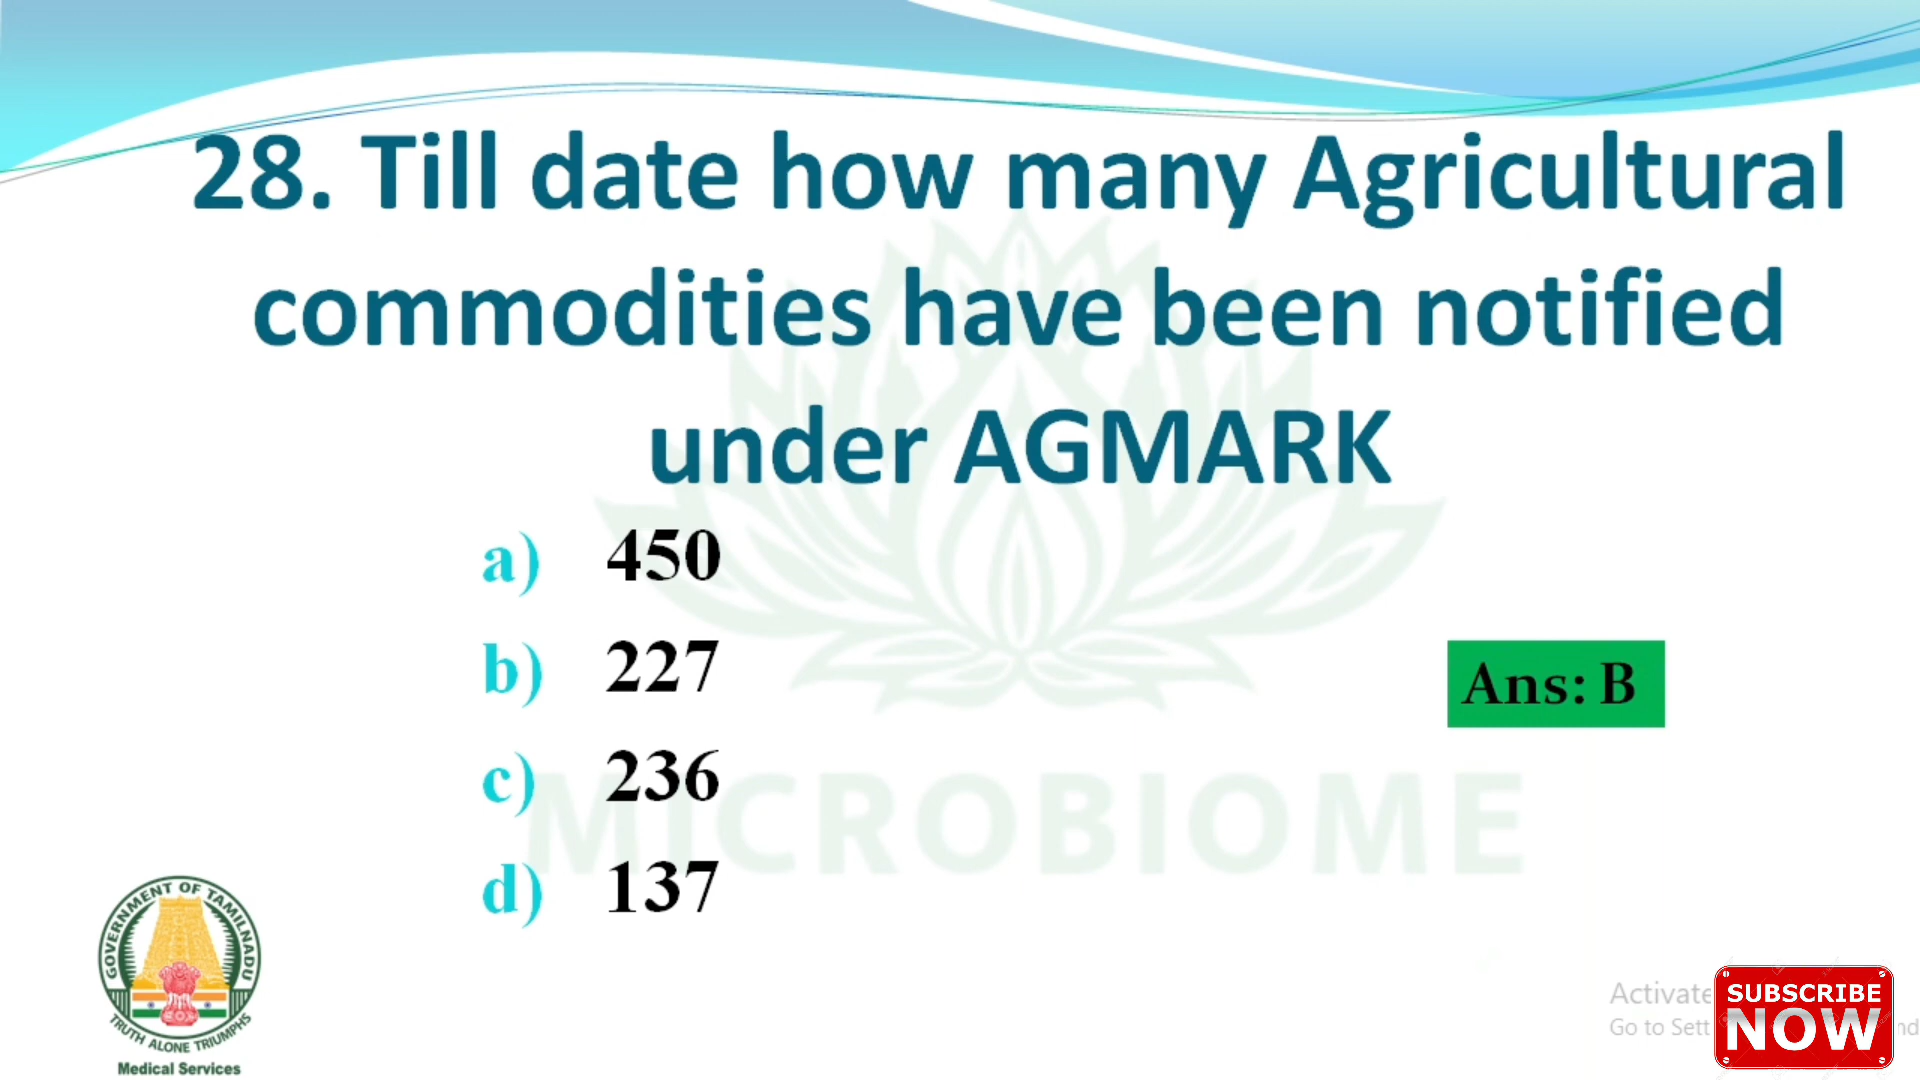 28. Till date how many Agricultural
commodities have been notified
under AGMARK
a) 450
b) 227
Ans: B
c) 236
MICROBIOME
d) 137
GOVERNMENT OF TAMILNADU
TRUTH ALONE TRIUMPHS
Medical Services
Activate
Go to Sett
SUBSCRIBE
NOW